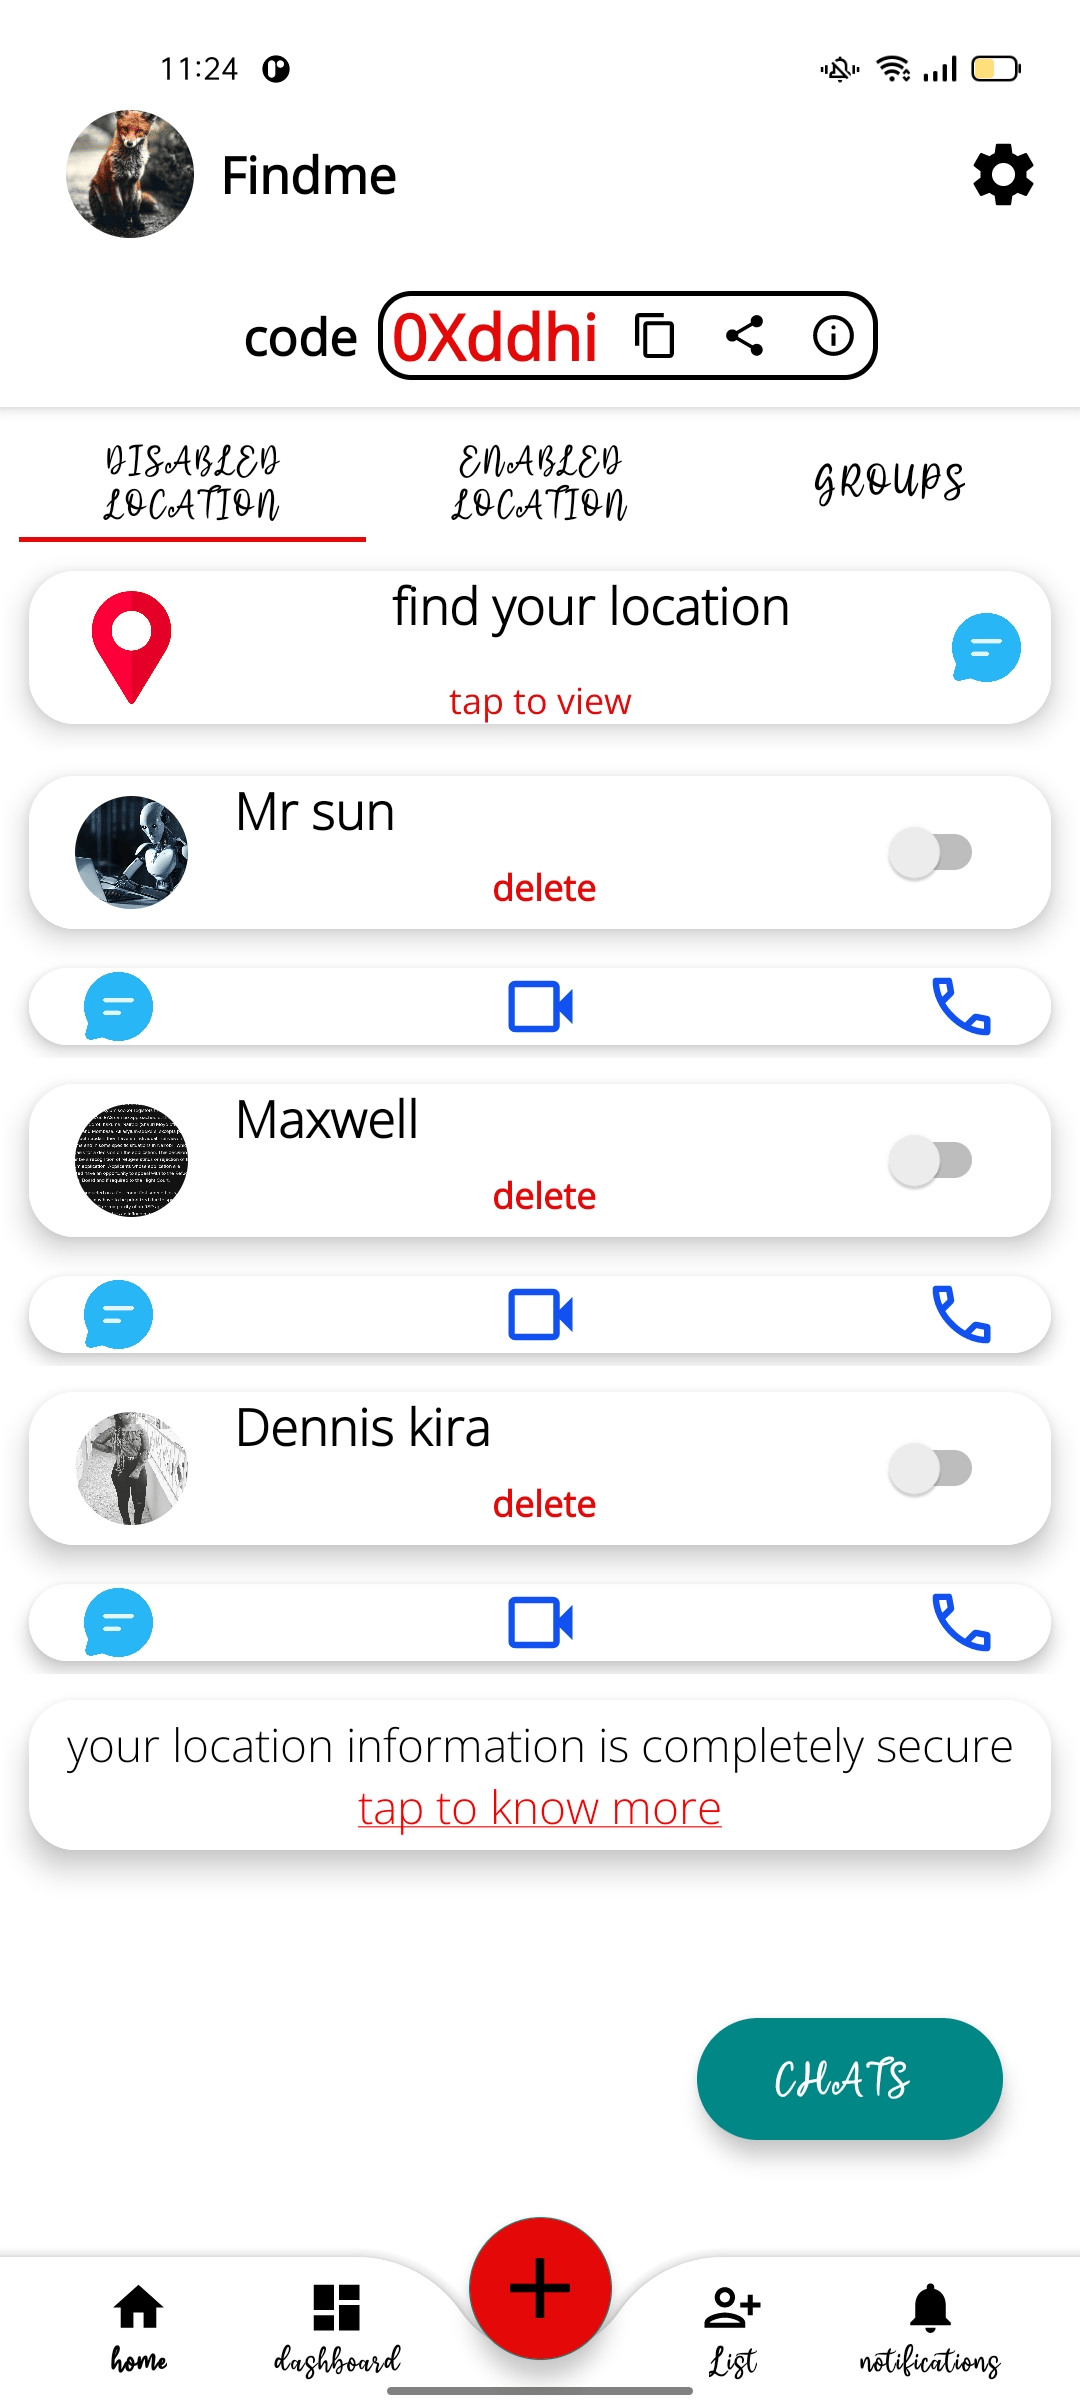 11:24
Findme
code 0Xddhi
DISABLED
LOCATION
ENABLED
LOCATION
GROUPS
find your location
tap to view
Mr sun
delete
Maxwell
delete
Dennis kira
delete
your location information is completely secure
tap to know more
CHATS
home
dashboard
List
notifications